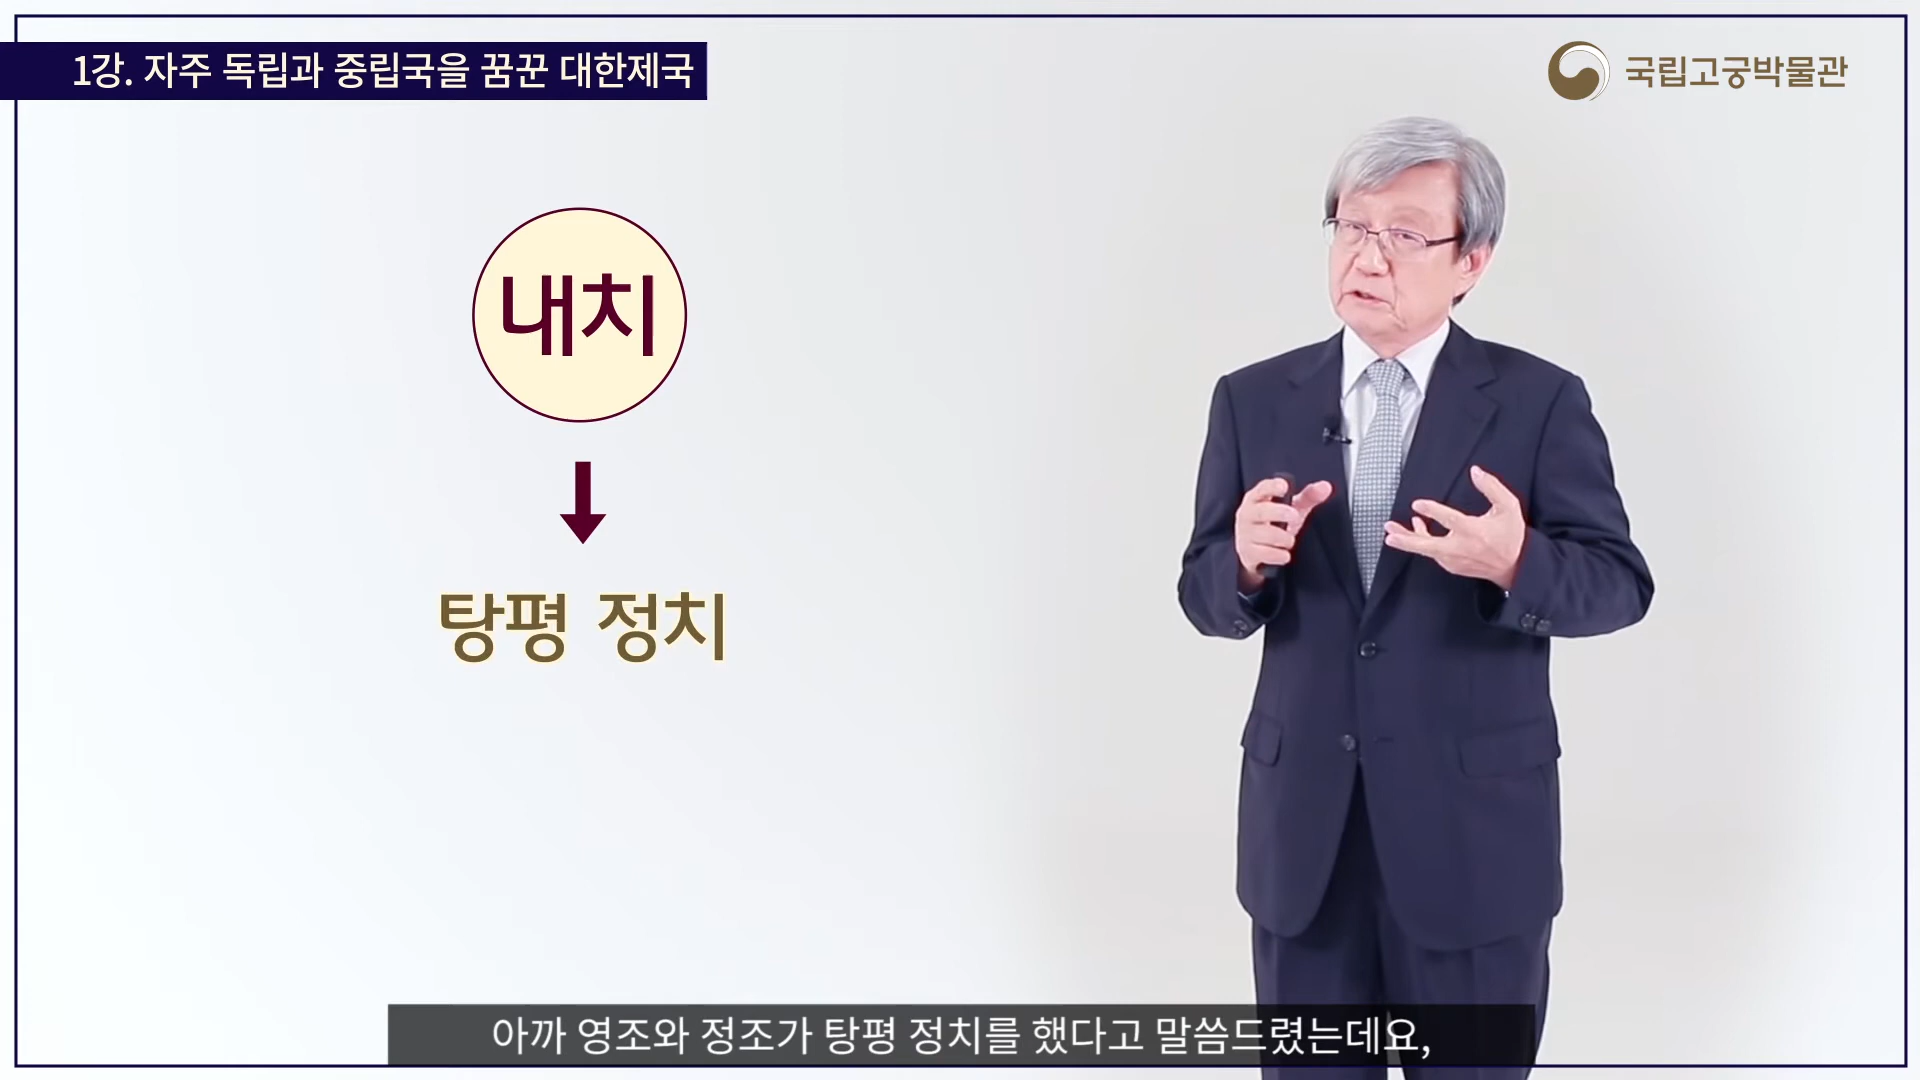 1강. 자주 독립과 중립국을 꿈꾼 대한제국
국립고궁박물관
내치
탕평 정치
아까 영조와 정조가 탕평 정치를 했다고 말씀드렸는데요,